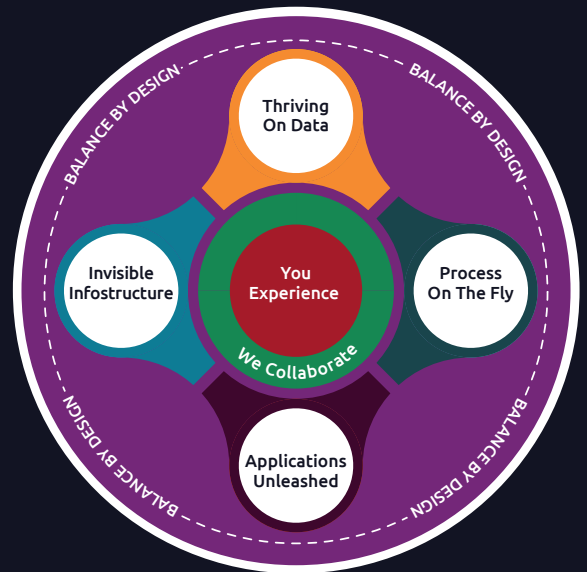 BALANCE BY DESIGN
BALANCE BY DESIGN
Thriving
On Data
Invisible
Infostructure
You
Experience
Process
On The Fly
We Collaborate
Applications
Unleashed
BALANCE BY DESIGN
BALANCE BY DESIGN